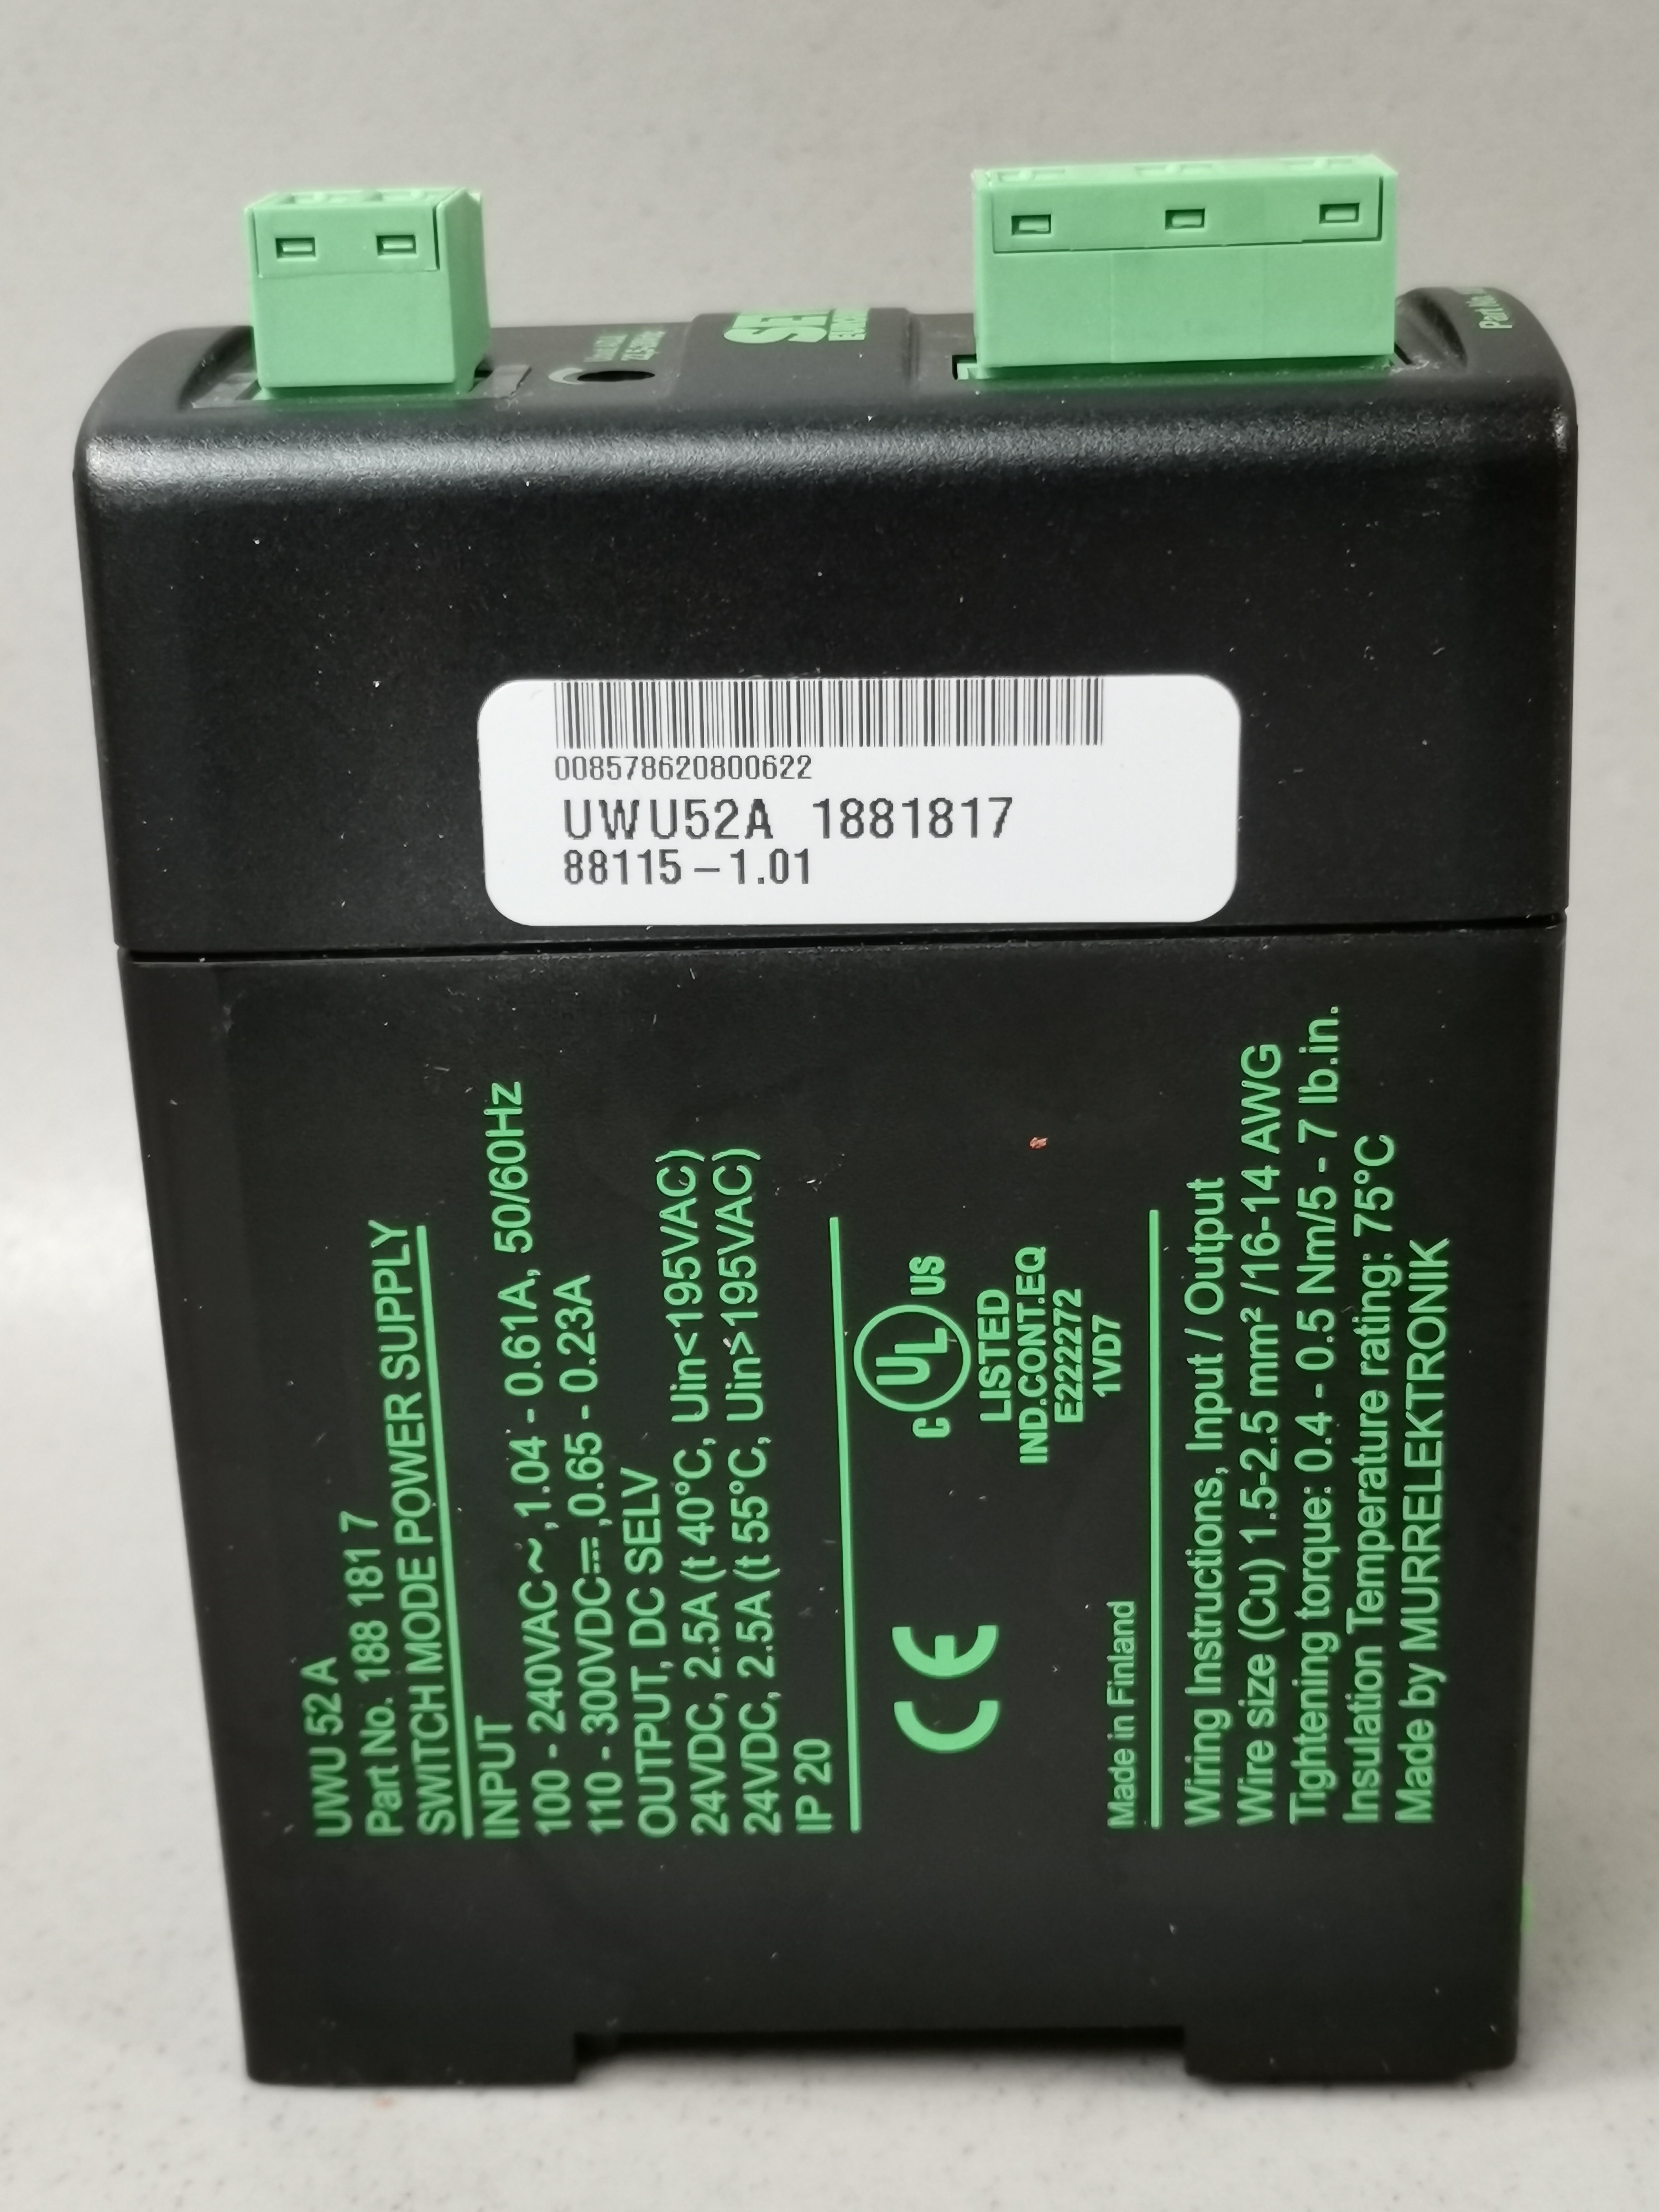 Part No.
008578620800622
UWU52A 1881817
88115-1.01
UWU 52 A
Part No. 188 181 7
SWITCH MODE POWER SUPPLY
INPUT
100 - 240VAC~,1.04 - 0.61A, 50/60Hz
110 - 300VDC⎓,0.65 - 0.23A
OUTPUT, DC SELV
24VDC, 2.5A (t 40°C, Uin<195VAC)
24VDC, 2.5A (t 55°C, Uin>195VAC)
IP 20
CE
C UL US
LISTED
IND.CONT.EQ
E222272
1VD7
Made in Finland
Wiring Instructions, Input / Output
Wire size (Cu) 1.5-2.5 mm² /16-14 AWG
Tightening torque: 0.4 - 0.5 Nm/5 - 7 lb.in.
Insulation Temperature rating: 75°C
Made by MURRELEKTRONIK